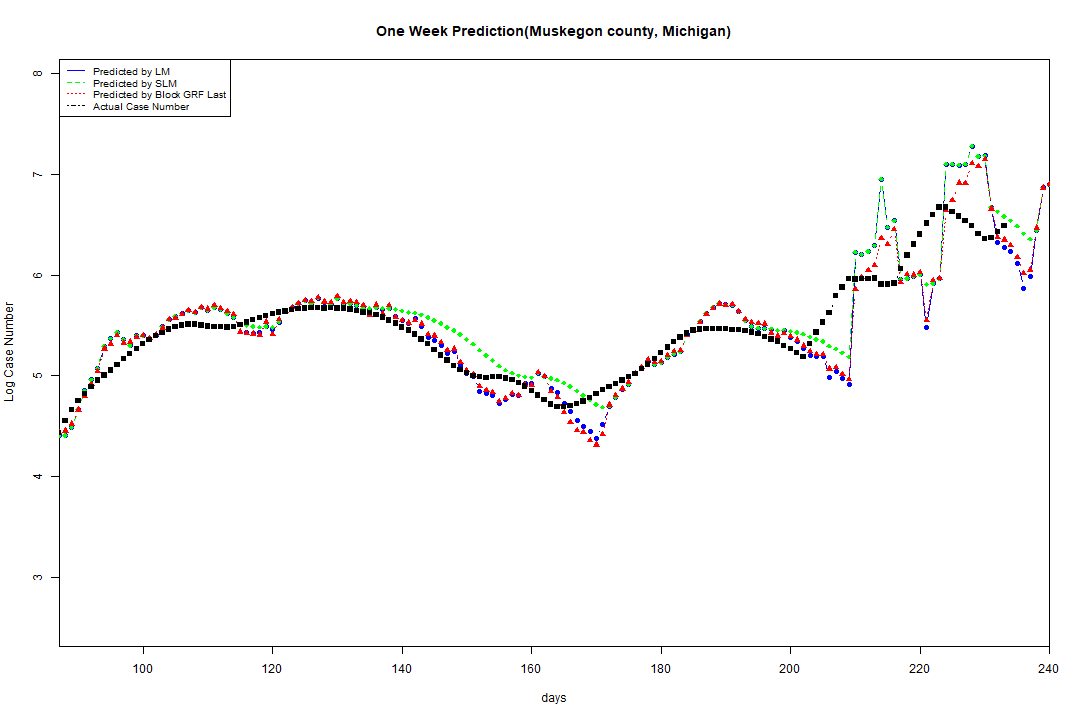 One Week Prediction(Muskegon county, Michigan)
Predicted by LM
Predicted by SLM
Predicted by Block GRF Last
Actual Case Number
8
7
6
5
4
3
Log Case Number
100 120 140 160 180 200 220 240
days